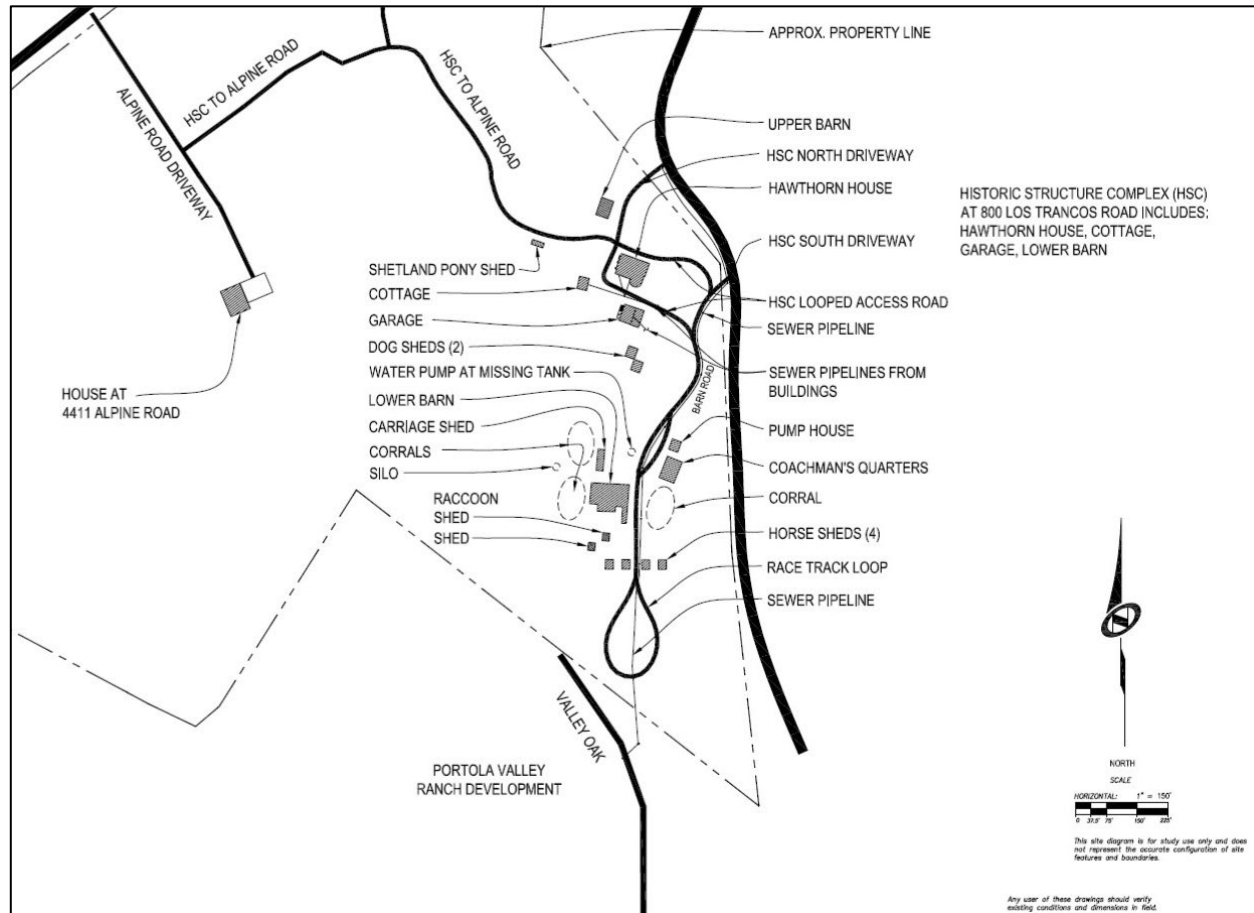 APPROX. PROPERTY LINE
HSC TO ALPINE ROAD
HSC TO ALPINE ROAD
ALPINE ROAD DRIVEWAY
UPPER BARN
HSC NORTH DRIVEWAY
HAWTHORN HOUSE
HISTORIC STRUCTURE COMPLEX (HSC)
AT 800 LOS TRANCOS ROAD INCLUDES:
HAWTHORN HOUSE, COTTAGE,
GARAGE, LOWER BARN
HSC SOUTH DRIVEWAY
SHETLAND PONY SHED
COTTAGE
GARAGE
DOG SHEDS (2)
WATER PUMP AT MISSING TANK
LOWER BARN
CARRIAGE SHED
CORRALS
SILO
RACCOON
SHED
SHED
HSC LOOPED ACCESS ROAD
SEWER PIPELINE
SEWER PIPELINES FROM
BUILDINGS
BARN ROAD
PUMP HOUSE
COACHMAN'S QUARTERS
CORRAL
HORSE SHEDS (4)
RACE TRACK LOOP
SEWER PIPELINE
HOUSE AT
4411 ALPINE ROAD
VALLEY OAK
PORTOLA VALLEY
RANCH DEVELOPMENT
NORTH
SCALE
HORIZONTAL: 1" = 150'
0 37.5' 75' 150' 225'
This site diagram is for study use only and does
not represent the accurate configuration of site
features and boundaries.
Any user of these drawings should verify
existing conditions and dimensions in field.